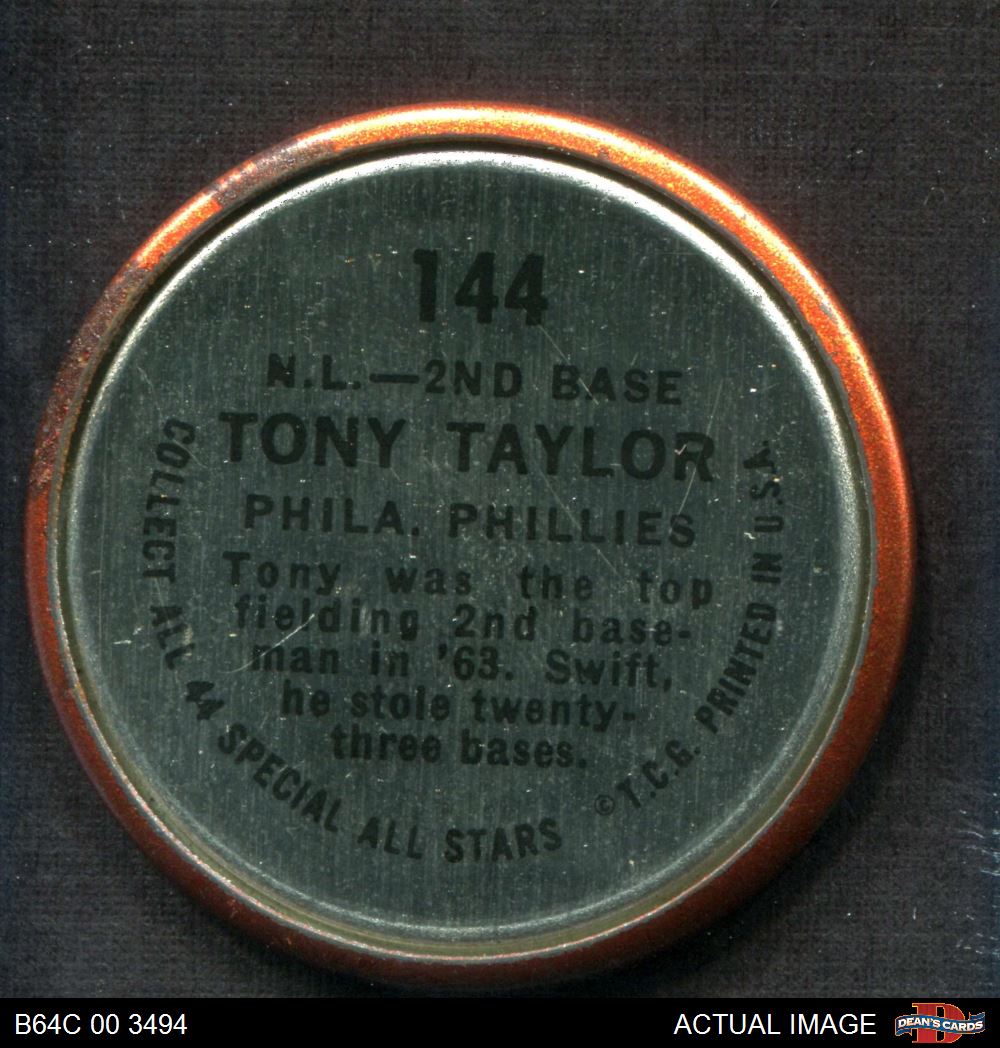 144
N.L.—2ND BASE
TONY TAYLOR
PHILA. PHILLIES
Tony was the top
fielding 2nd base-
man in '63. Swift,
he stole twenty-
three bases.
COLLECT ALL 44 SPECIAL ALL STARS
© T.C.G. PRINTED IN U.S.A.
B64C 00 3494
ACTUAL IMAGE
DEAN'S CARDS